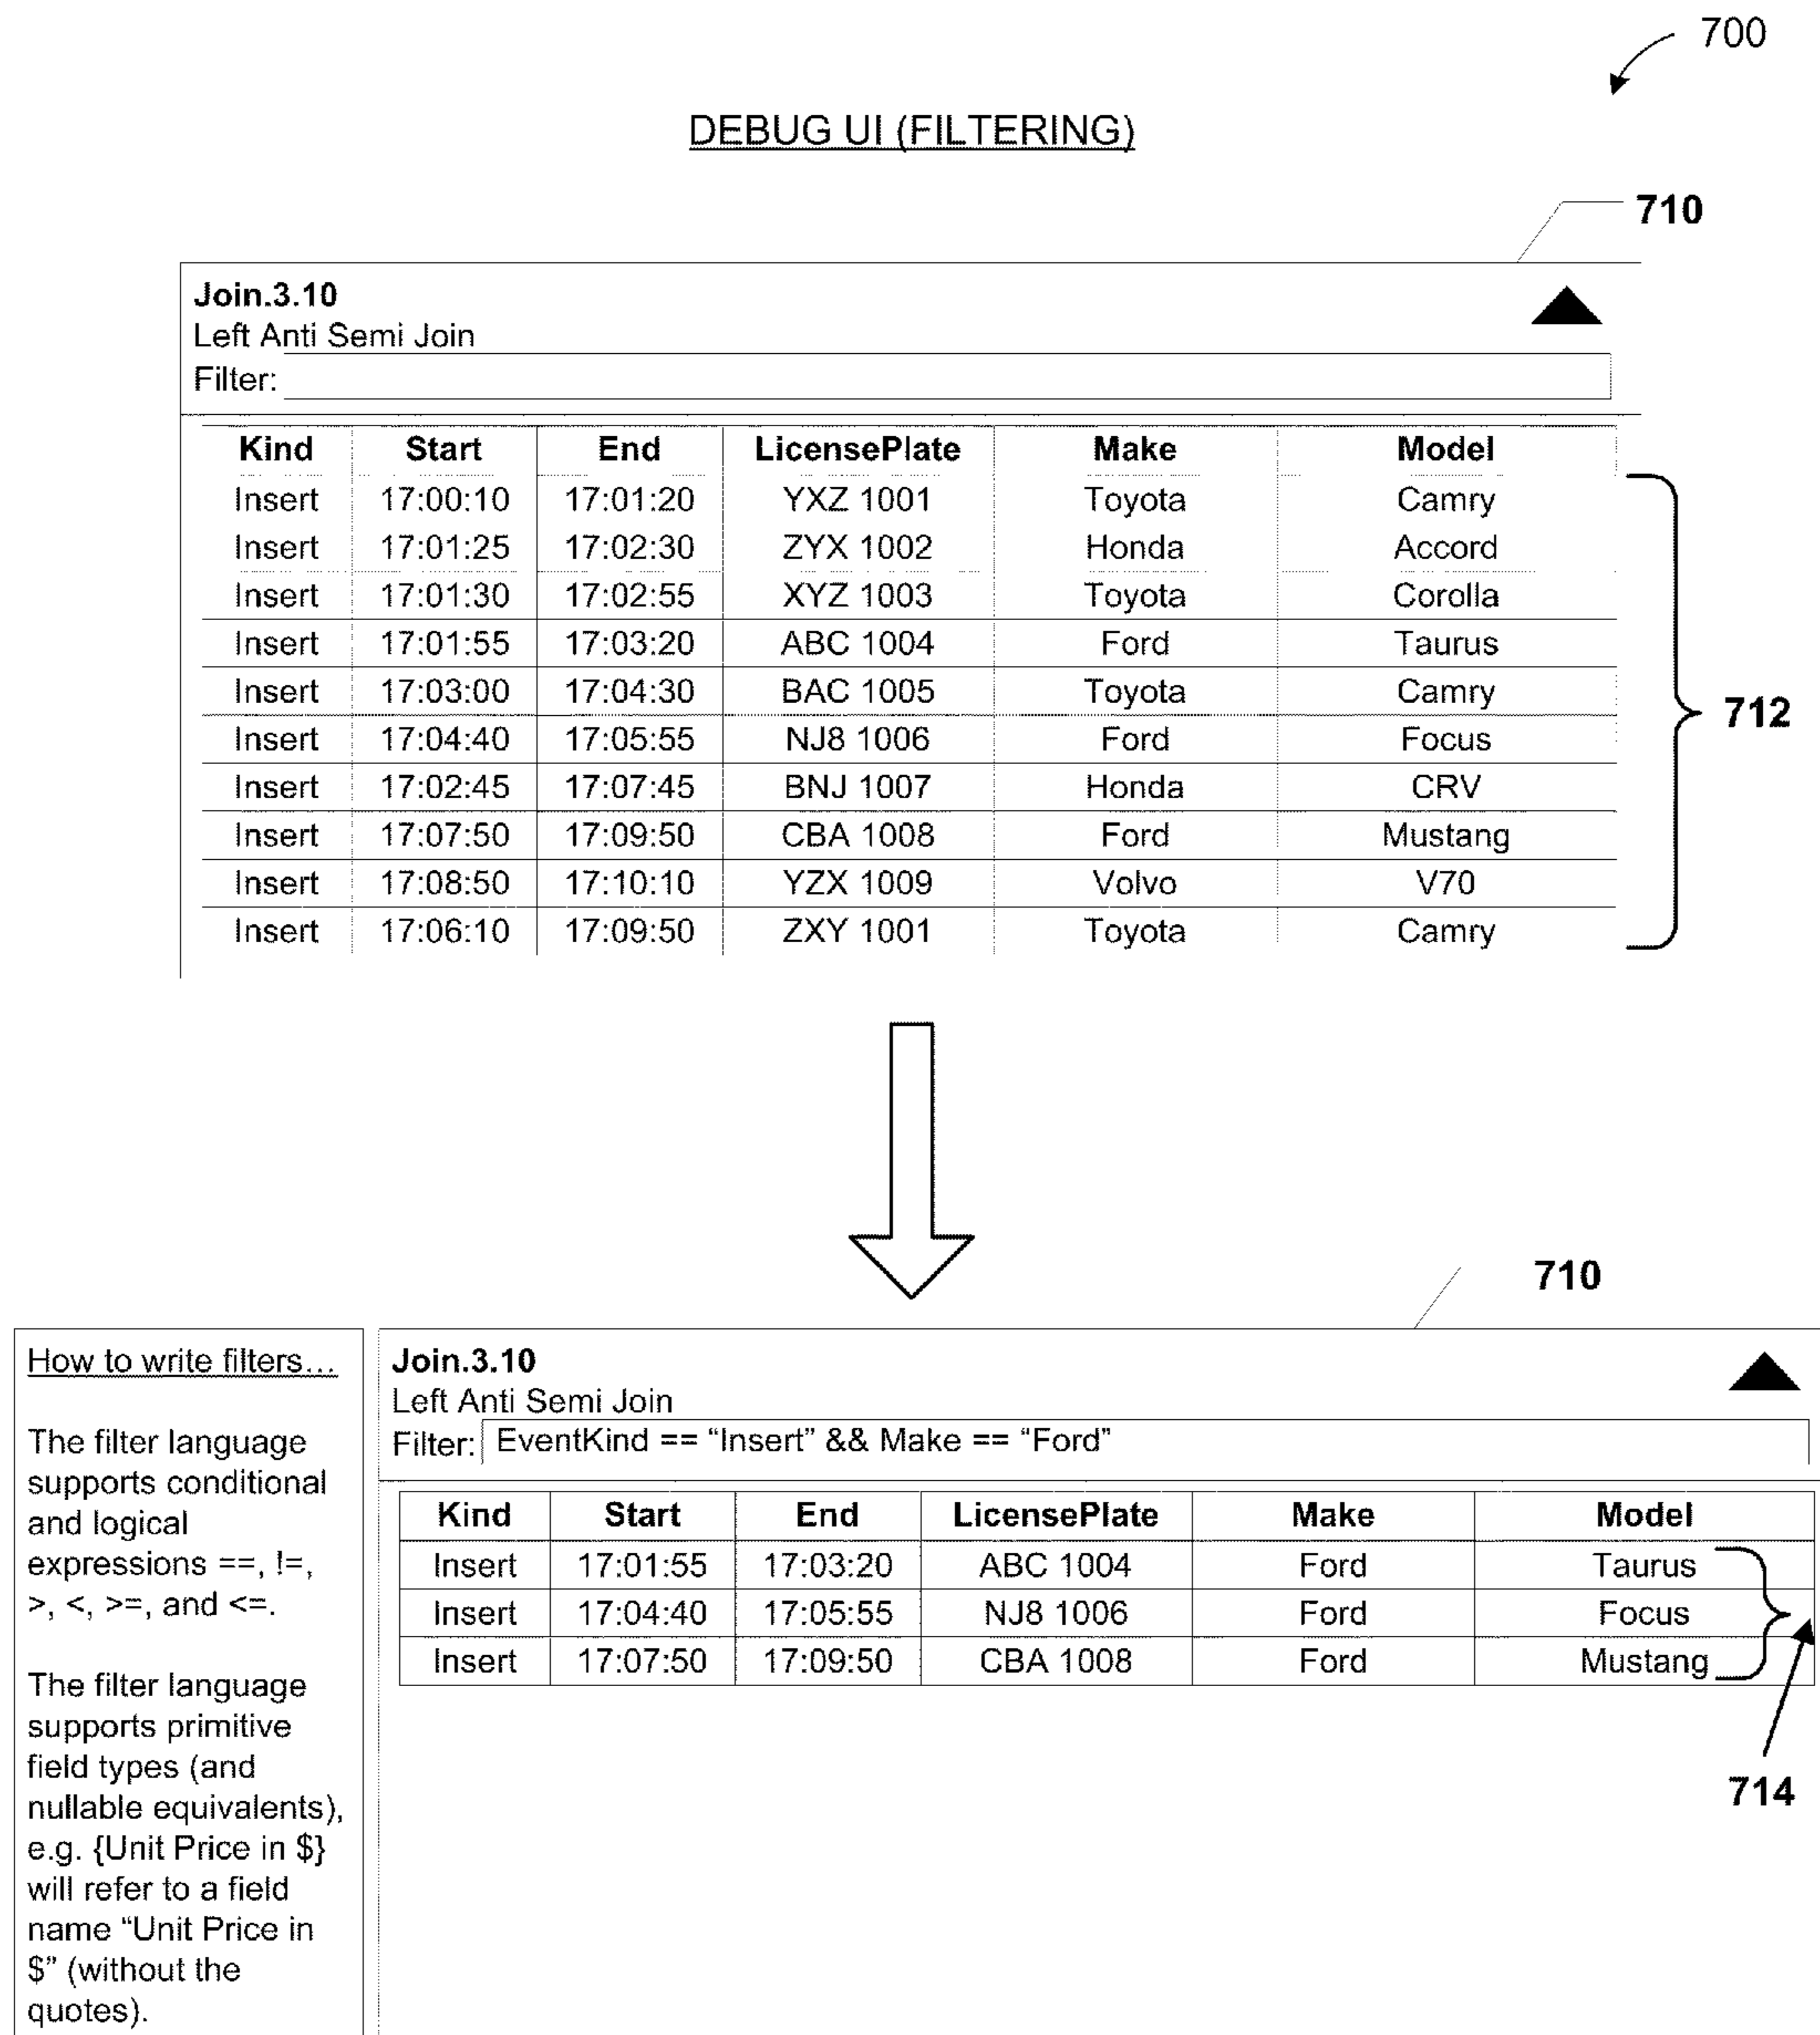 700
DEBUG UI (FILTERING)
710
Join.3.10
Left Anti Semi Join
Filter:
Kind Start End LicensePlate Make Model
Insert 17:00:10 17:01:20 YXZ 1001 Toyota Camry
Insert 17:01:25 17:02:30 ZYX 1002 Honda Accord
Insert 17:01:30 17:02:55 XYZ 1003 Toyota Corolla
Insert 17:01:55 17:03:20 ABC 1004 Ford Taurus
Insert 17:03:00 17:04:30 BAC 1005 Toyota Camry
Insert 17:04:40 17:05:55 NJ8 1006 Ford Focus
Insert 17:02:45 17:07:45 BNJ 1007 Honda CRV
Insert 17:07:50 17:09:50 CBA 1008 Ford Mustang
Insert 17:08:50 17:10:10 YZX 1009 Volvo V70
Insert 17:06:10 17:09:50 ZXY 1001 Toyota Camry
712
710
How to write filters...
The filter language
supports conditional
and logical
expressions ==, !=,
>, <, >=, and <=.
The filter language
supports primitive
field types (and
nullable equivalents),
e.g. {Unit Price in $}
will refer to a field
name “Unit Price in
$” (without the
quotes).
Join.3.10
Left Anti Semi Join
Filter: EventKind == “Insert” && Make == “Ford”
Kind Start End LicensePlate Make Model
Insert 17:01:55 17:03:20 ABC 1004 Ford Taurus
Insert 17:04:40 17:05:55 NJ8 1006 Ford Focus
Insert 17:07:50 17:09:50 CBA 1008 Ford Mustang
714